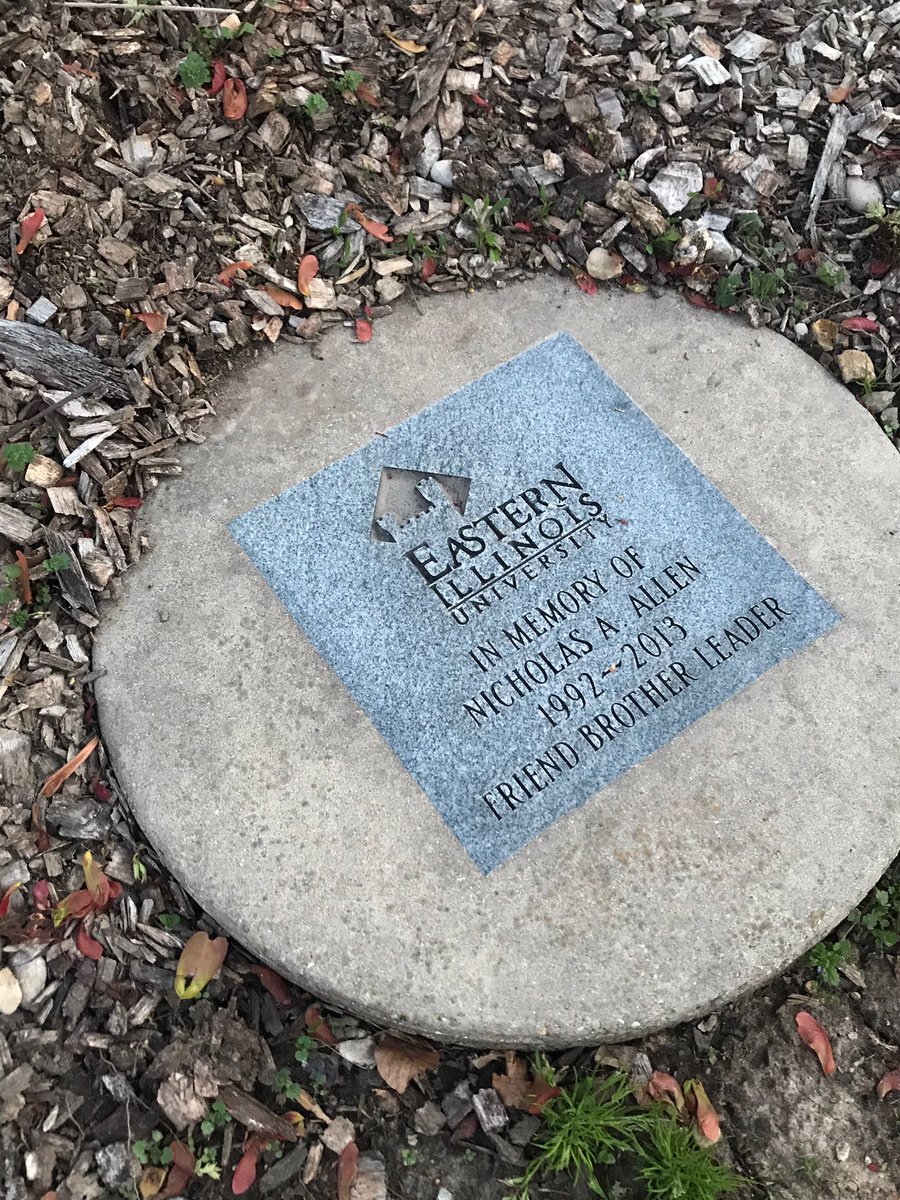 EASTERN
ILLINOIS
UNIVERSITY
IN MEMORY OF
NICHOLAS A. ALLEN
1992~2013
FRIEND BROTHER LEADER